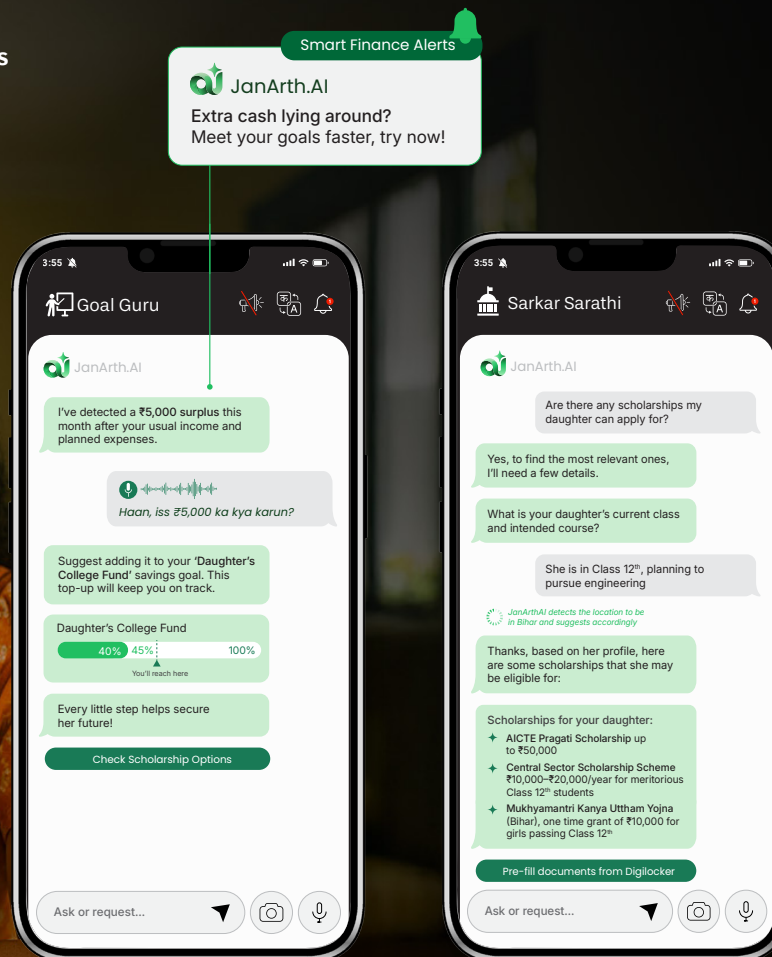 s
Smart Finance Alerts
JanArth.AI
Extra cash lying around?
Meet your goals faster, try now!
3:55
Goal Guru
क
A
JanArth.AI
I've detected a ₹5,000 surplus this
month after your usual income and
planned expenses.
Haan, iss ₹5,000 ka kya karun?
Suggest adding it to your ‘Daughter's
College Fund’ savings goal. This
top-up will keep you on track.
Daughter's College Fund
40% 45% 100%
You'll reach here
Every little step helps secure
her future!
Check Scholarship Options
Ask or request...
3:55
Sarkar Sarathi
क
A
JanArth.AI
Are there any scholarships my
daughter can apply for?
Yes, to find the most relevant ones,
I'll need a few details.
What is your daughter's current class
and intended course?
She is in Class 12th, planning to
pursue engineering
JanArthAI detects the location to be
in Bihar and suggests accordingly
Thanks, based on her profile, here
are some scholarships that she may
be eligible for:
Scholarships for your daughter:
AICTE Pragati Scholarship up
to ₹50,000
Central Sector Scholarship Scheme
₹10,000–₹20,000/year for meritorious
Class 12th students
Mukhyamantri Kanya Uttham Yojna
(Bihar), one time grant of ₹10,000 for
girls passing Class 12th
Pre-fill documents from Digilocker
Ask or request...